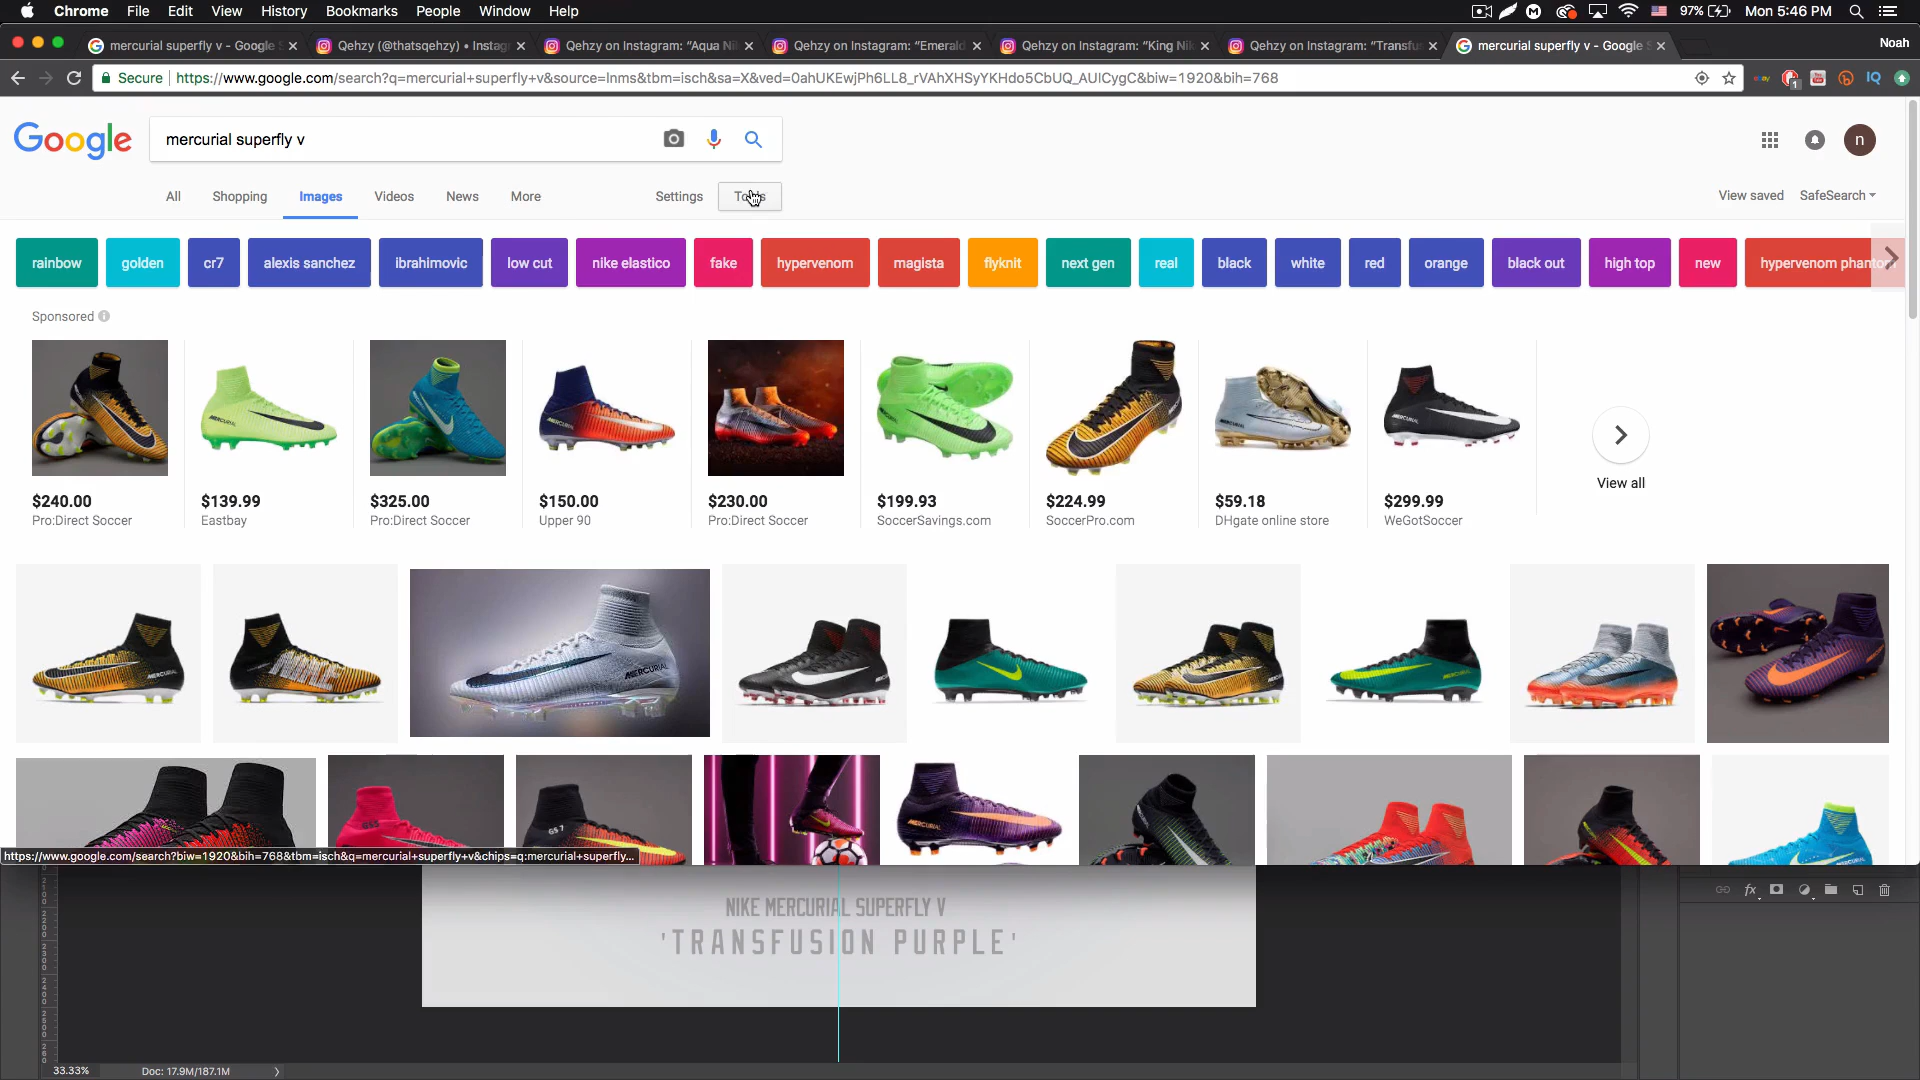 Chrome File Edit View History Bookmarks People Window Help 97% Mon 5:46 PM
mercurial superfly v - Google Qehzy (@thatsqehzy) • Instag Qehzy on Instagram: “Aqua Ni Qehzy on Instagram: “Emerald Qehzy on Instagram: “King Nik Qehzy on Instagram: “Transfu mercurial superfly v - Google S Noah
Secure https://www.google.com/search?q=mercurial+superfly+v&source=lnms&tbm=isch&sa=X&ved=0ahUKEwjPh6LL8_rVAhXHSyYKHdo5CbUQ_AUICygC&biw=1920&bih=768
Google mercurial superfly v n
All Shopping Images Videos News More Settings View saved SafeSearch
rainbow golden cr7 alexis sanchez ibrahimovic low cut nike elastico fake hypervenom magista flyknit next gen real black white red orange black out high top new hypervenom phantom
Sponsored
$240.00 $139.99 $325.00 $150.00 $230.00 $199.93 $224.99 $59.18 $299.99 View all
Pro:Direct Soccer Eastbay Pro:Direct Soccer Upper 90 Pro:Direct Soccer SoccerSavings.com SoccerPro.com DHgate online store WeGotSoccer
https://www.google.com/search?biw=1920&bih=768&tbm=isch&q=mercurial+superfly+v&chips=q:mercurial+superfly...
NIKE MERCURIAL SUPERFLY V
'TRANSFUSION PURPLE'
33.33% Doc: 17.9M/187.1M